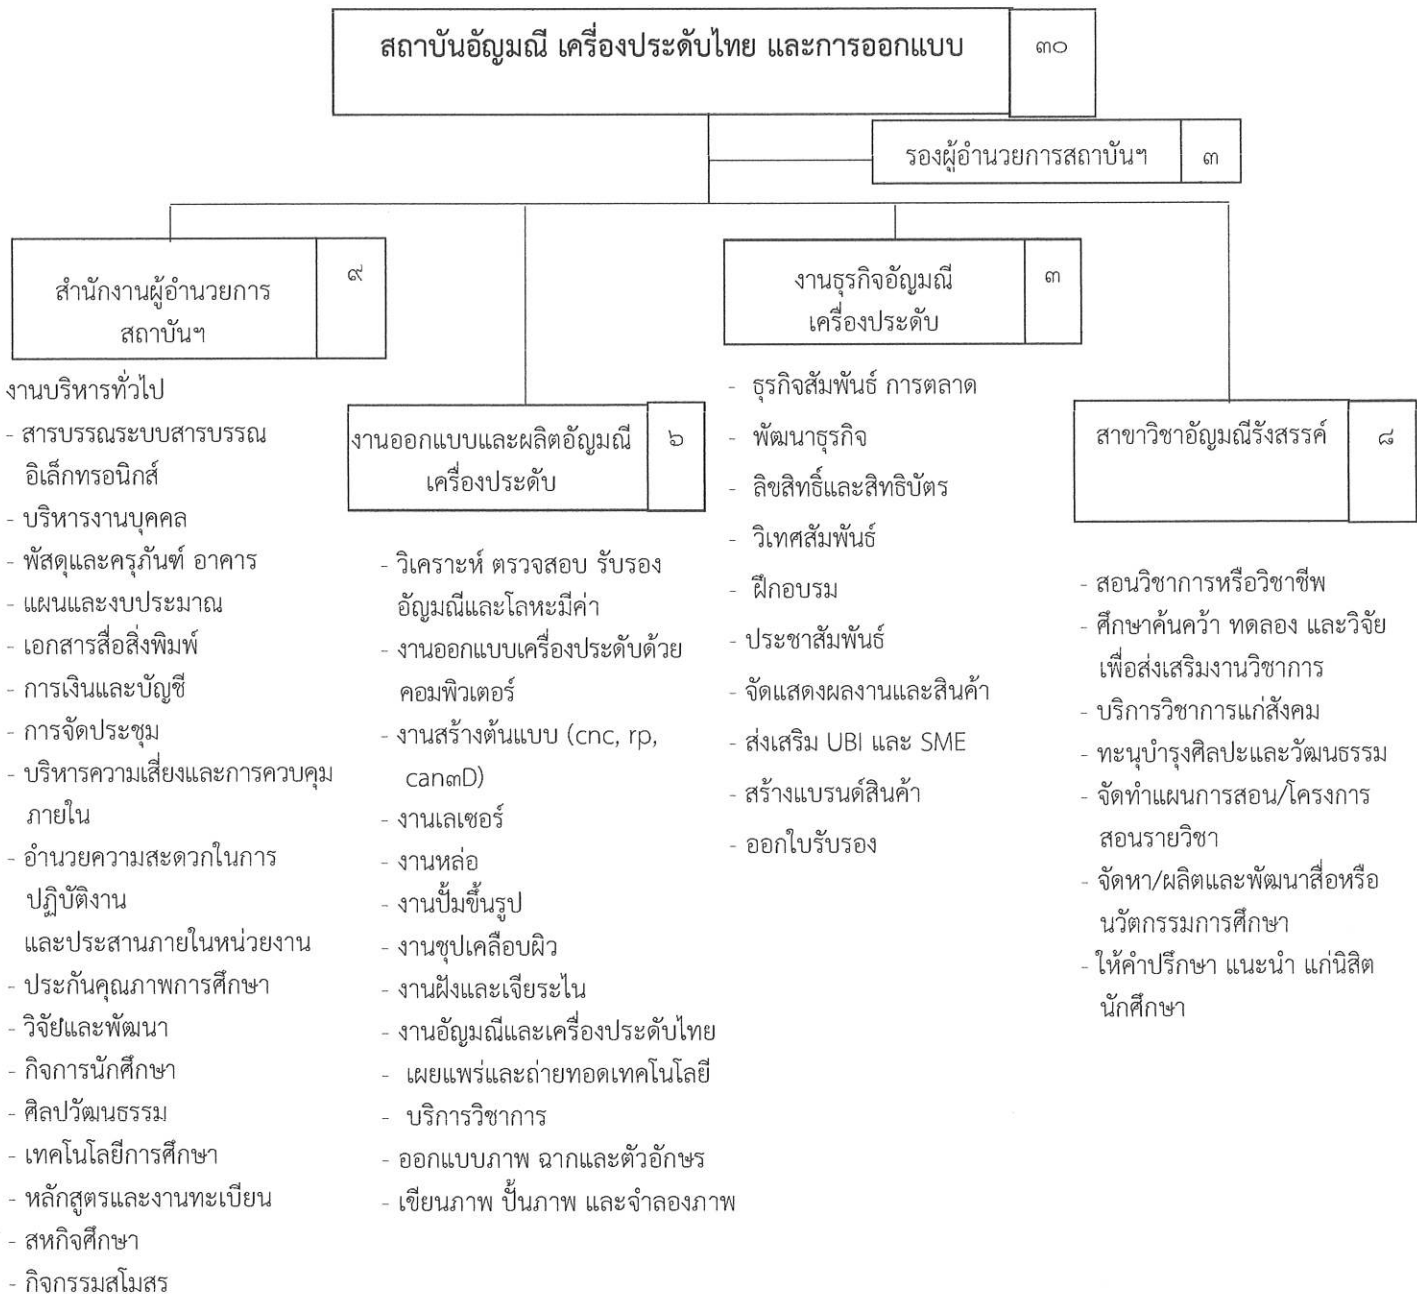 สถาบันอัญมณี เครื่องประดับไทย และการออกแบบ
๓๐
รองผู้อำนวยการสถาบันฯ
๓
สำนักงานผู้อำนวยการ
สถาบันฯ
๙
งานบริหารทั่วไป
- สารบรรณระบบสารบรรณ
อิเล็กทรอนิกส์
- บริหารงานบุคคล
- พัสดุและครุภัณฑ์ อาคาร
- แผนและงบประมาณ
- เอกสารสื่อสิ่งพิมพ์
- การเงินและบัญชี
- การจัดประชุม
- บริหารความเสี่ยงและการควบคุม
ภายใน
- อำนวยความสะดวกในการ
ปฏิบัติงาน
และประสานภายในหน่วยงาน
- ประกันคุณภาพการศึกษา
- วิจัยและพัฒนา
- กิจการนักศึกษา
- ศิลปวัฒนธรรม
- เทคโนโลยีการศึกษา
- หลักสูตรและงานทะเบียน
- สหกิจศึกษา
- กิจกรรมสโมสร
งานออกแบบและผลิตอัญมณี
เครื่องประดับ
๖
- วิเคราะห์ ตรวจสอบ รับรอง
อัญมณีและโลหะมีค่า
- งานออกแบบเครื่องประดับด้วย
คอมพิวเตอร์
- งานสร้างต้นแบบ (cnc, rp,
can๓D)
- งานเลเซอร์
- งานหล่อ
- งานปั้มขึ้นรูป
- งานชุปเคลือบผิว
- งานฝังและเจียระไน
- งานอัญมณีและเครื่องประดับไทย
- เผยแพร่และถ่ายทอดเทคโนโลยี
- บริการวิชาการ
- ออกแบบภาพ ฉากและตัวอักษร
- เขียนภาพ ปั้นภาพ และจำลองภาพ
งานธุรกิจอัญมณี
เครื่องประดับ
๓
- ธุรกิจสัมพันธ์ การตลาด
- พัฒนาธุรกิจ
- ลิขสิทธิ์และสิทธิบัตร
- วิเทศสัมพันธ์
- ฝึกอบรม
- ประชาสัมพันธ์
- จัดแสดงผลงานและสินค้า
- ส่งเสริม UBI และ SME
- สร้างแบรนด์สินค้า
- ออกใบรับรอง
สาขาวิชาอัญมณีรังสรรค์
๘
- สอนวิชาการหรือวิชาชีพ
- ศึกษาค้นคว้า ทดลอง และวิจัย
เพื่อส่งเสริมงานวิชาการ
- บริการวิชาการแก่สังคม
- ทะนุบำรุงศิลปะและวัฒนธรรม
- จัดทำแผนการสอน/โครงการ
สอนรายวิชา
- จัดหา/ผลิตและพัฒนาสื่อหรือ
นวัตกรรมการศึกษา
- ให้คำปรึกษา แนะนำ แก่นิสิต
นักศึกษา